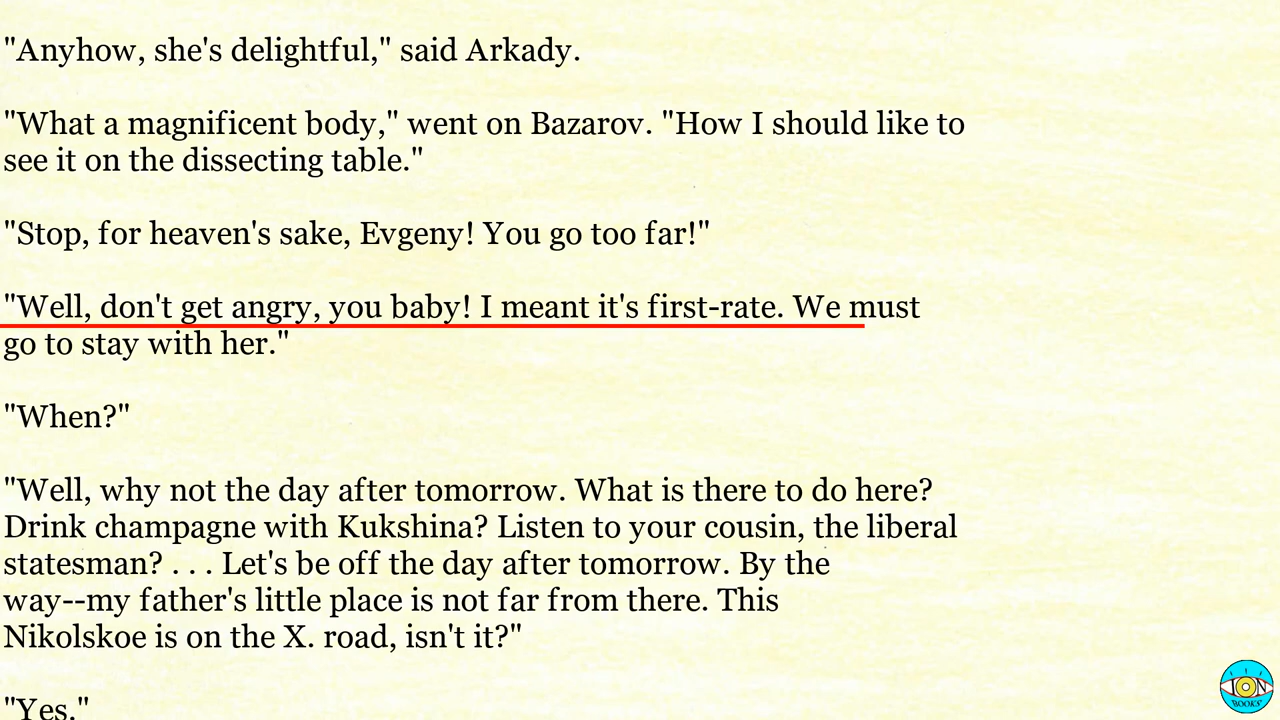 "Anyhow, she's delightful," said Arkady.
"What a magnificent body," went on Bazarov. "How I should like to
see it on the dissecting table."
"Stop, for heaven's sake, Evgeny! You go too far!"
"Well, don't get angry, you baby! I meant it's first-rate. We must
go to stay with her."
"When?"
"Well, why not the day after tomorrow. What is there to do here?
Drink champagne with Kukshina? Listen to your cousin, the liberal
statesman? . . . Let's be off the day after tomorrow. By the
way--my father's little place is not far from there. This
Nikolskoe is on the X. road, isn't it?"
"Yes."
ION
BOOKS